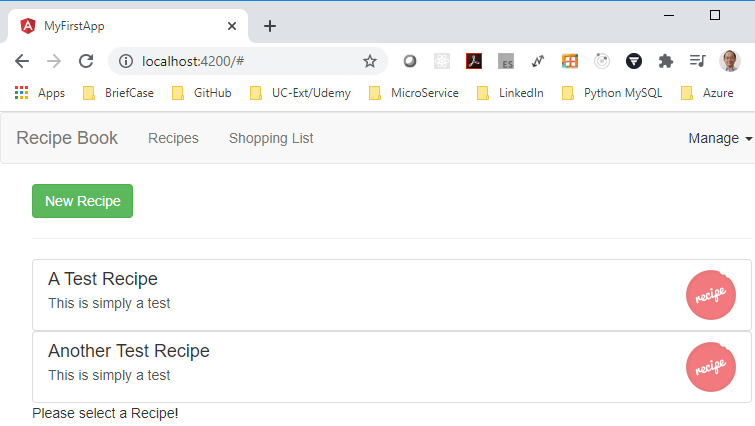 MyFirstApp
localhost:4200/#
ES
Apps BriefCase GitHub UC-Ext/Udemy MicroService LinkedIn Python MySQL Azure
Recipe Book Recipes Shopping List Manage
New Recipe
A Test Recipe
This is simply a test
recipe
Another Test Recipe
This is simply a test
recipe
Please select a Recipe!